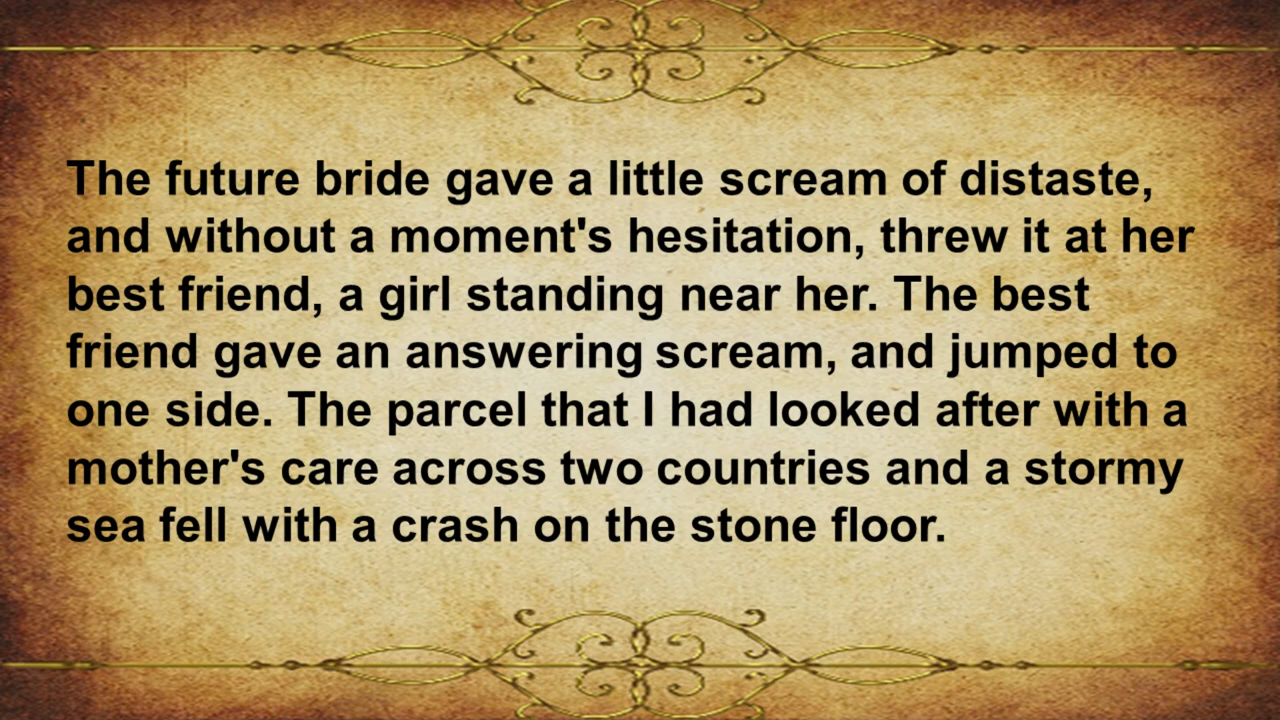 The future bride gave a little scream of distaste,
and without a moment's hesitation, threw it at her
best friend, a girl standing near her. The best
friend gave an answering scream, and jumped to
one side. The parcel that I had looked after with a
mother's care across two countries and a stormy
sea fell with a crash on the stone floor.